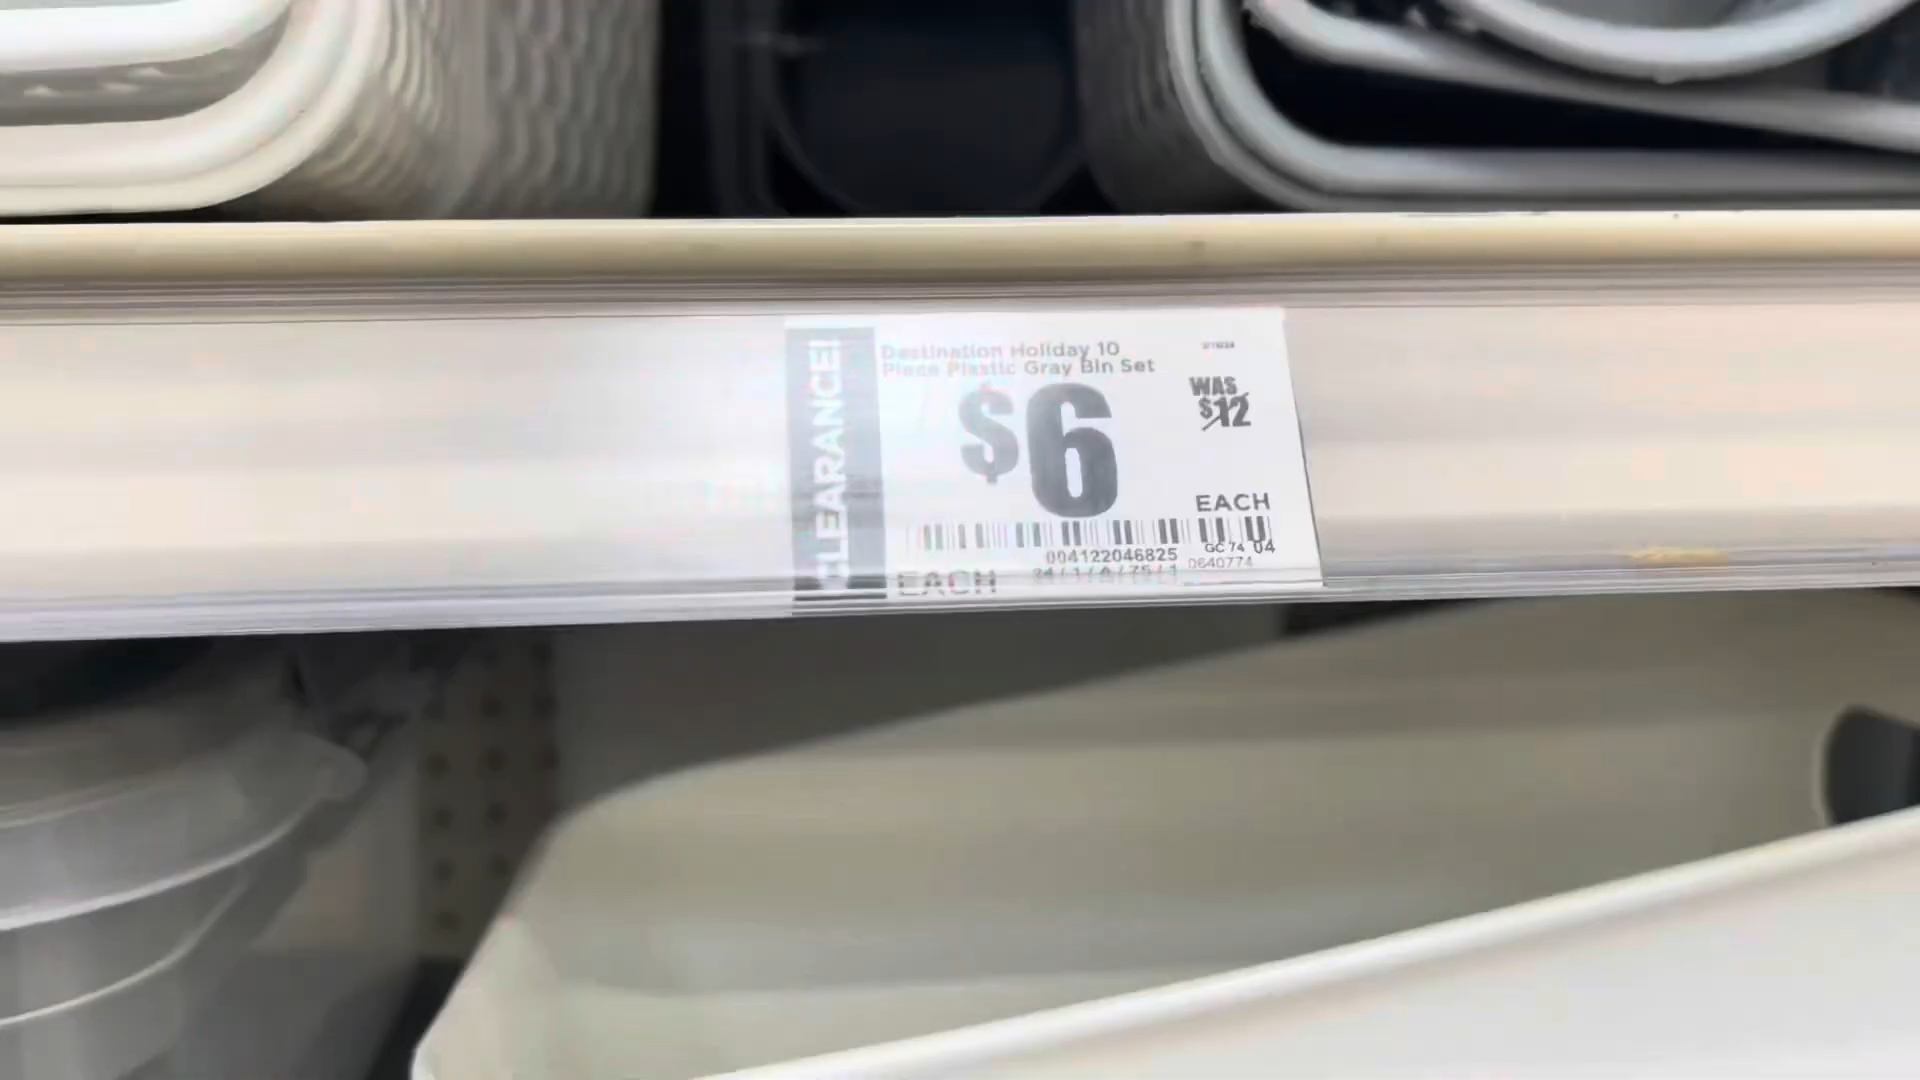 CLEARANCE!
Destination Holiday 10
Piece Plastic Gray Bin Set
$6
WAS
$12
EACH
004122046825
GC 74 04
0640774
EACH